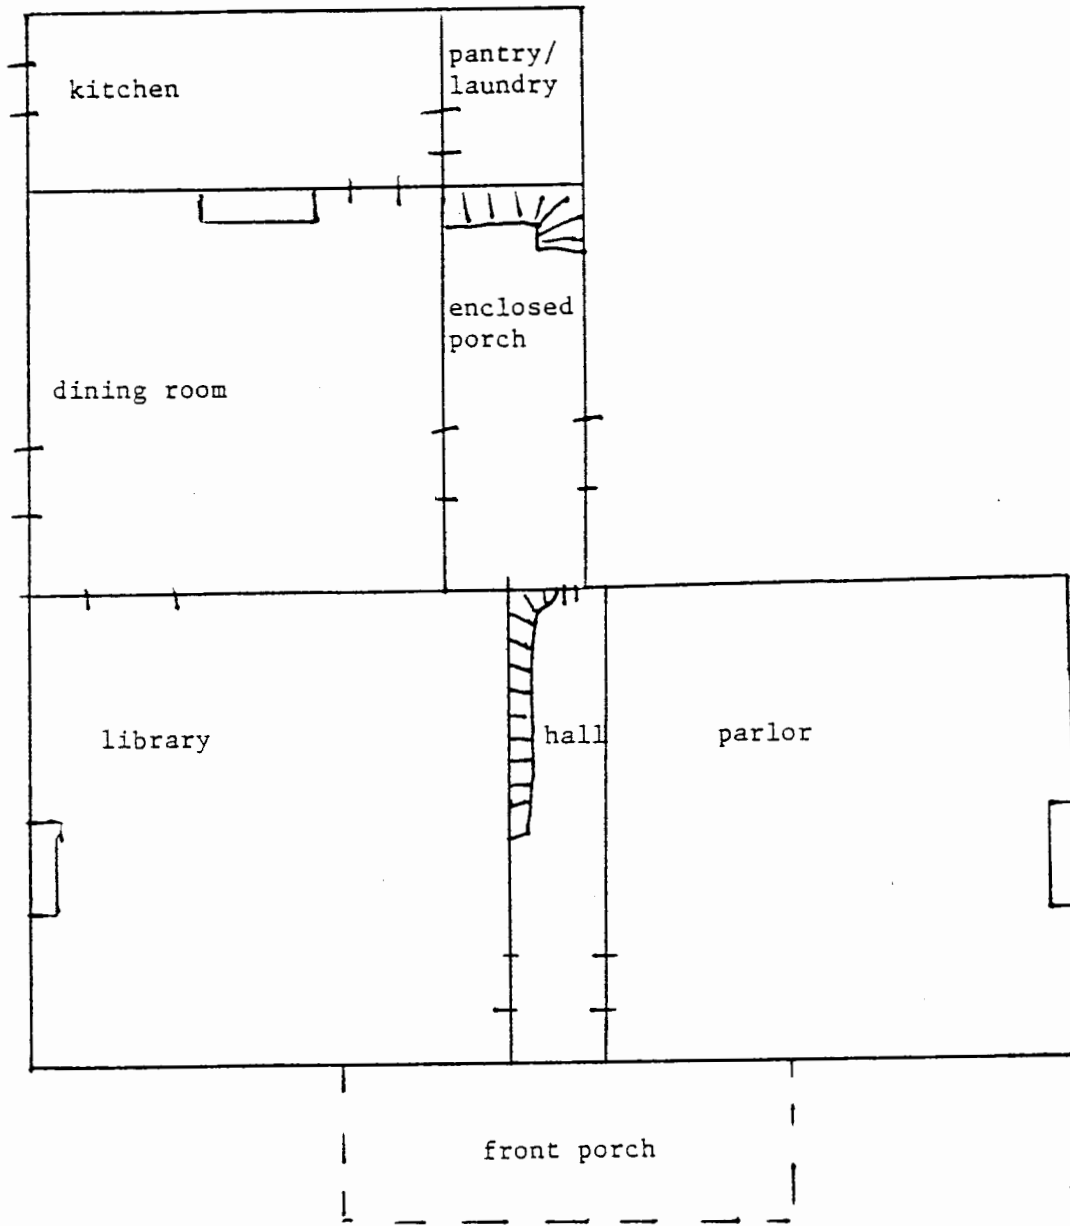 kitchen
pantry/
laundry
enclosed
porch
dining room
library
hall
parlor
front porch